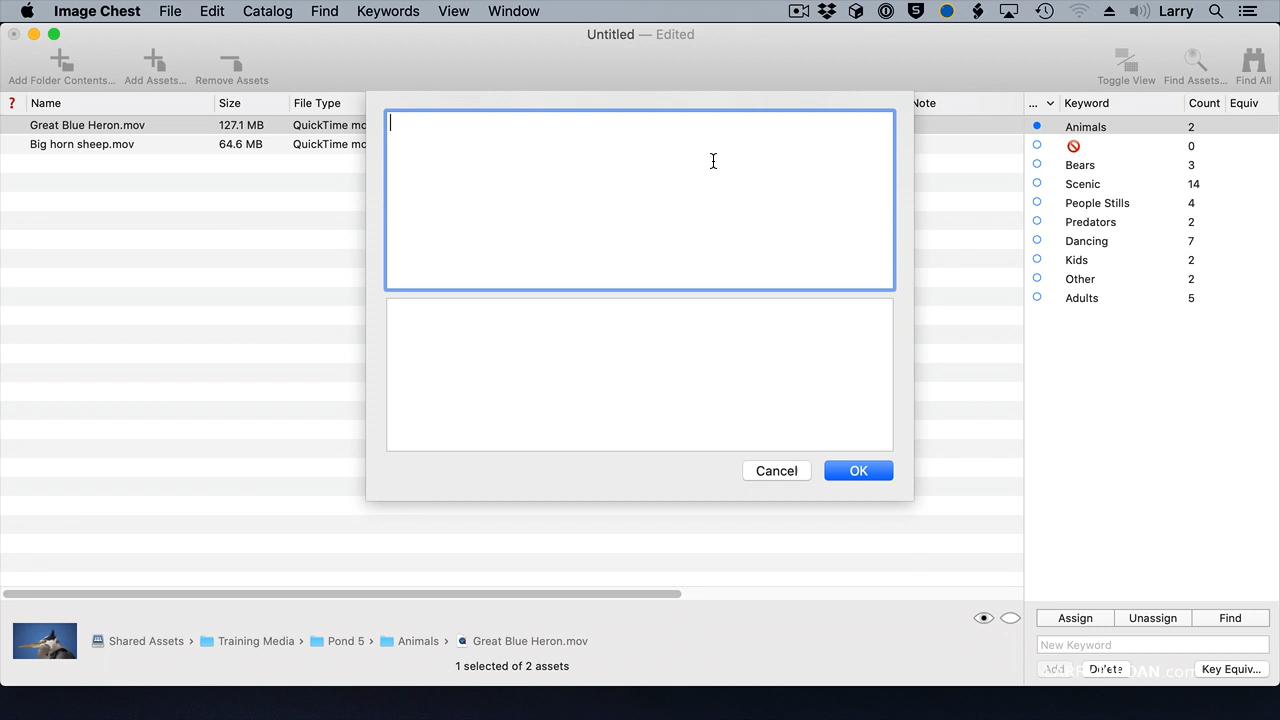 Image Chest File Edit Catalog Find Keywords View Window Larry
Untitled — Edited
Add Folder Contents... Add Assets... Remove Assets Toggle View Find Assets... Find All
? Name Size File Type Note ... Keyword Count Equiv
Great Blue Heron.mov 127.1 MB QuickTime mo Animals 2
Big horn sheep.mov 64.6 MB QuickTime mo 0
Bears 3
Scenic 14
People Stills 4
Predators 2
Dancing 7
Kids 2
Other 2
Adults 5
Cancel OK
Assign Unassign Find
Shared Assets › Training Media › Pond 5 › Animals › Great Blue Heron.mov
New Keyword
1 selected of 2 assets
Add Delete Key Equiv...